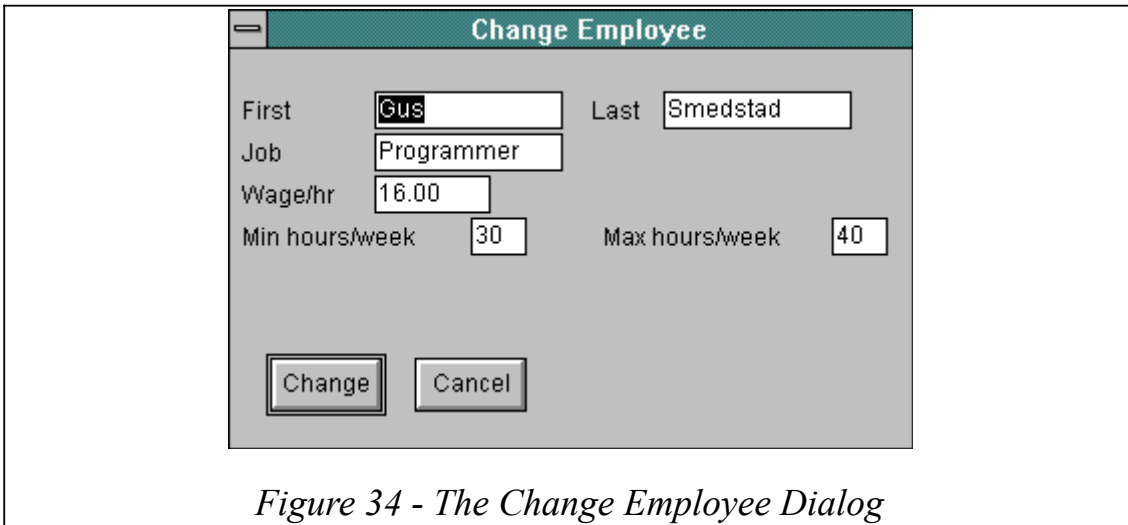 Change Employee
First Gus Last Smedstad
Job Programmer
Wage/hr 16.00
Min hours/week 30 Max hours/week 40
Change Cancel
Figure 34 - The Change Employee Dialog